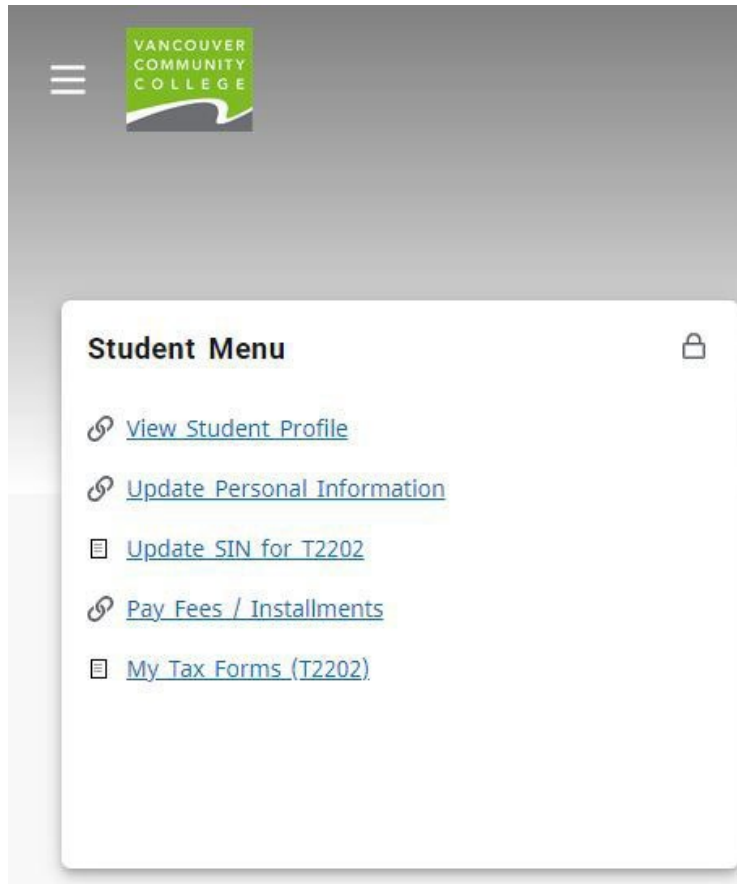 VANCOUVER
COMMUNITY
COLLEGE
Student Menu
View Student Profile
Update Personal Information
Update SIN for T2202
Pay Fees / Installments
My Tax Forms (T2202)